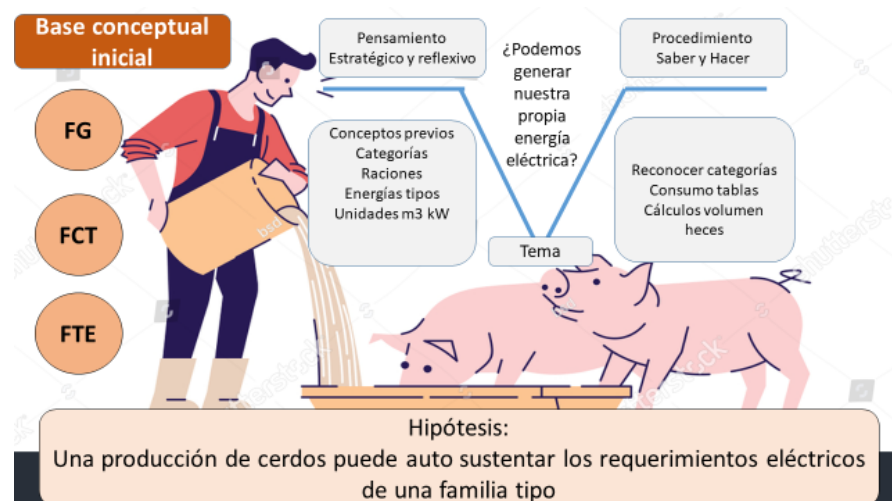 Base conceptual
inicial
FG
FCT
FTE
Pensamiento
Estratégico y reflexivo
Conceptos previos
Categorías
Raciones
Energías tipos
Unidades m3 kW
¿Podemos
generar
nuestra
propia
energía
eléctrica?
Tema
Procedimiento
Saber y Hacer
Reconocer categorías
Consumo tablas
Cálculos volumen
heces
bsd
Hipótesis:
Una producción de cerdos puede auto sustentar los requerimientos eléctricos
de una familia tipo